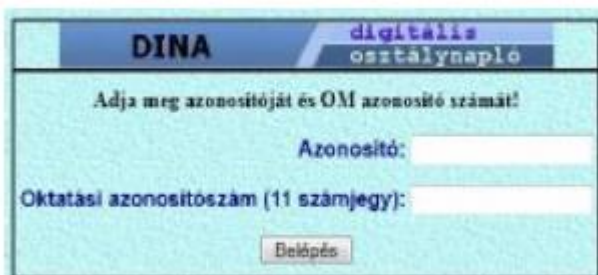 DINA
digitális
osztálynapló
Adja meg azonosítóját és OM azonosító számát!
Azonosító:
Oktatási azonosítószám (11 számjegy):
Belépés